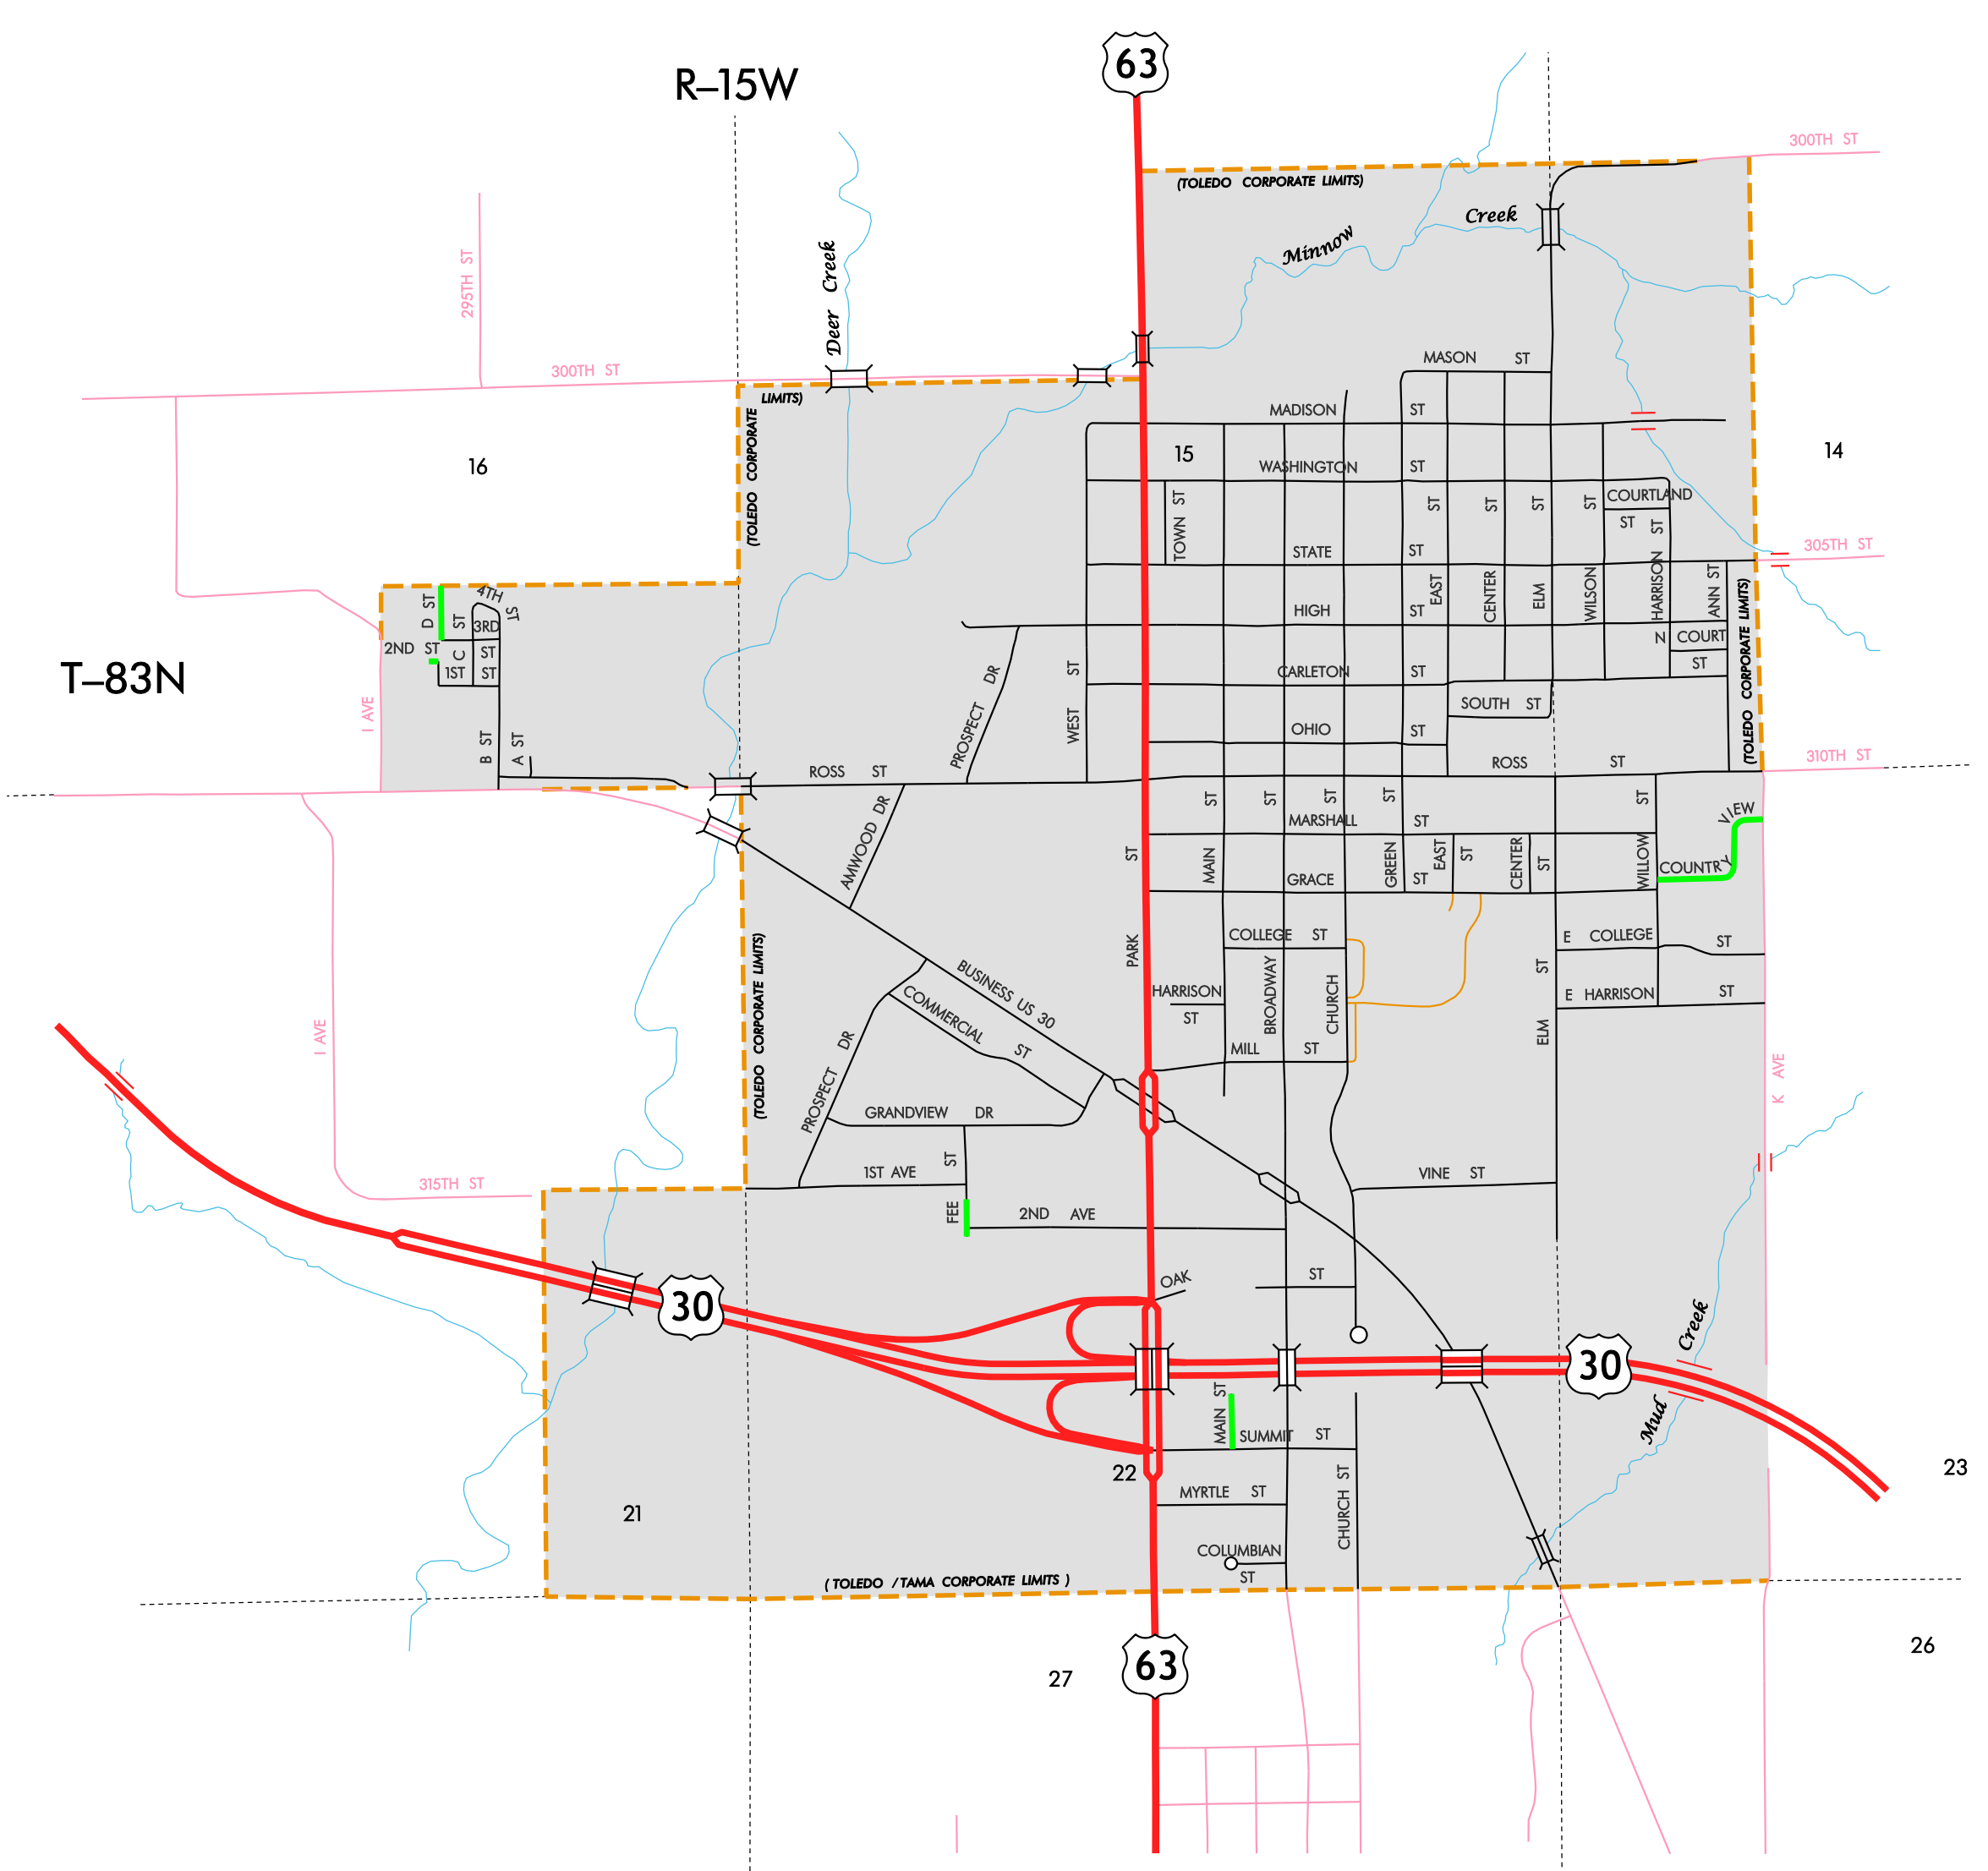 63
R–15W
300TH ST
(TOLEDO CORPORATE LIMITS)
Creek
Minnow
Deer Creek
295TH ST
300TH ST
LIMITS)
(TOLEDO CORPORATE
MASON ST
MADISON ST
16
15
14
WASHINGTON ST
COURTLAND
ST
TOWN ST
ST
ST
ST
ST
ST
STATE ST
305TH ST
EAST
CENTER
ELM
WILSON
HARRISON
ANN ST
4TH ST
D ST
C ST
3RD
ST
2ND ST
1ST ST
HIGH ST
N COURT
ST
(TOLEDO CORPORATE LIMITS)
T–83N
I AVE
CARLETON ST
PROSPECT DR
WEST ST
SOUTH ST
OHIO ST
B ST
A ST
ROSS ST
ROSS ST
310TH ST
AMWOOD DR
MAIN ST
ST
ST
GREEN ST
MARSHALL ST
WILLOW ST
COUNTRY VIEW
EAST ST
CENTER ST
GRACE ST
PARK ST
COLLEGE ST
E COLLEGE ST
(TOLEDO CORPORATE LIMITS)
BUSINESS US 30
COMMERCIAL ST
HARRISON
ST
BROADWAY
CHURCH
ELM ST
E HARRISON ST
I AVE
K AVE
MILL ST
PROSPECT DR
GRANDVIEW DR
1ST AVE
FEE ST
VINE ST
315TH ST
2ND AVE
OAK ST
30
30
Mud Creek
MAIN ST
SUMMIT ST
22
23
CHURCH ST
MYRTLE ST
21
COLUMBIAN
ST
( TOLEDO / TAMA CORPORATE LIMITS )
27
63
26